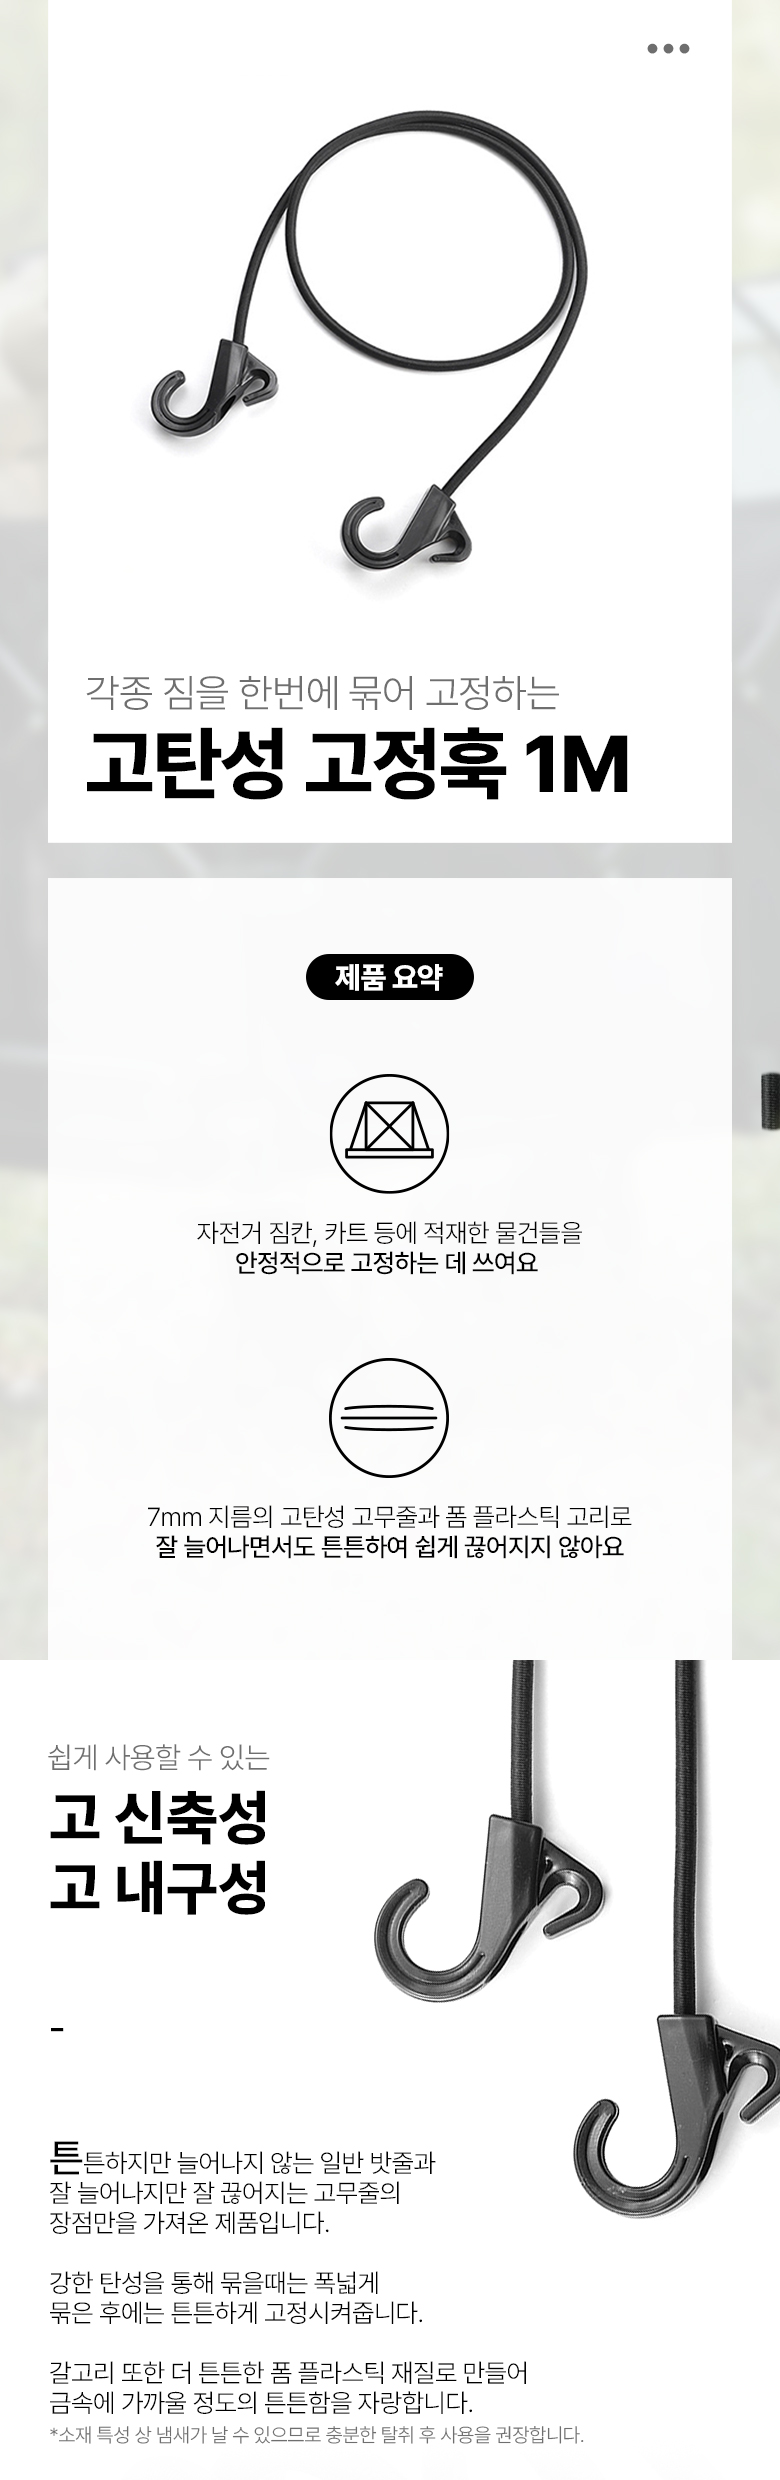 각종 짐을 한번에 묶어 고정하는
고탄성 고정훅 1M
제품 요약
자전거 짐칸, 카트 등에 적재한 물건들을
안정적으로 고정하는 데 쓰여요
7mm 지름의 고탄성 고무줄과 폼 플라스틱 고리로
잘 늘어나면서도 튼튼하여 쉽게 끊어지지 않아요
쉽게 사용할 수 있는
고 신축성
고 내구성
-
튼튼하지만 늘어나지 않는 일반 밧줄과
잘 늘어나지만 잘 끊어지는 고무줄의
장점만을 가져온 제품입니다.
강한 탄성을 통해 묶을때는 폭넓게
묶은 후에는 튼튼하게 고정시켜줍니다.
갈고리 또한 더 튼튼한 폼 플라스틱 재질로 만들어
금속에 가까울 정도의 튼튼함을 자랑합니다.
*소재 특성 상 냄새가 날 수 있으므로 충분한 탈취 후 사용을 권장합니다.